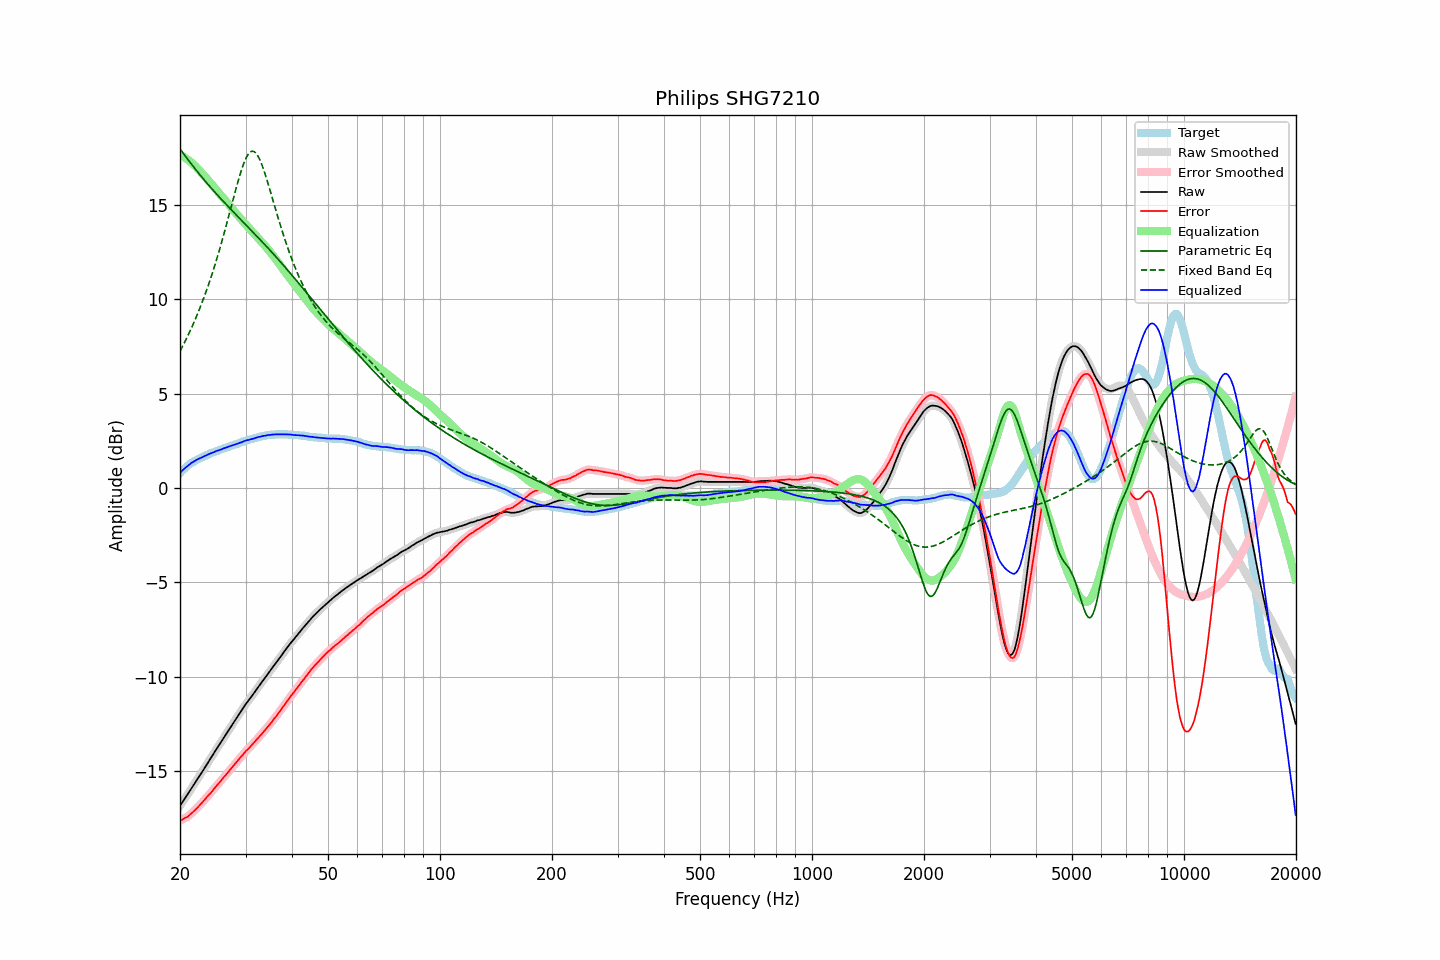 Philips SHG7210
Target
Raw Smoothed
Error Smoothed
Raw
Error
Equalization
Parametric Eq
Fixed Band Eq
Equalized
Amplitude (dBr)
15
10
5
0
−5
−10
−15
20 50 100 200 500 1000 2000 5000 10000 20000
Frequency (Hz)